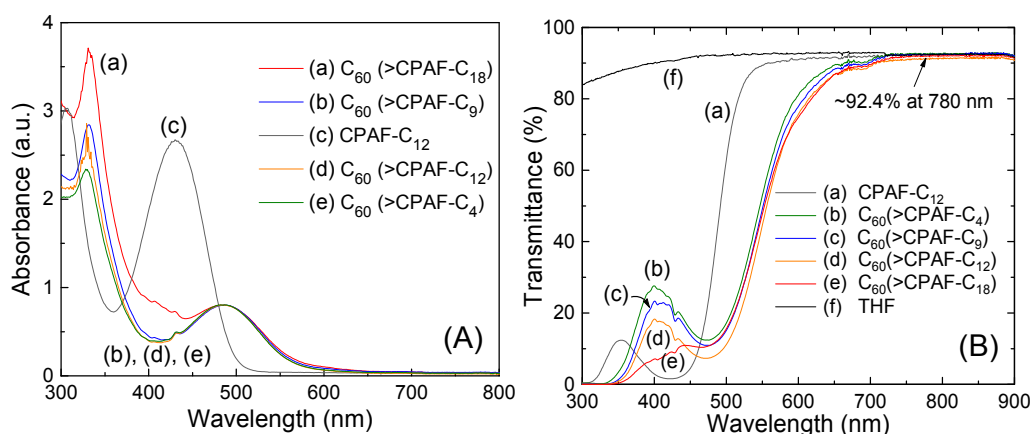 4
3
2
1
0
300 400 500 600 700 800
Absorbance (a.u.)
Wavelength (nm)
(a)
(c)
(b), (d), (e)
(A)
(a) C₆₀ (>CPAF-C₁₈)
(b) C₆₀ (>CPAF-C₉)
(c) CPAF-C₁₂
(d) C₆₀ (>CPAF-C₁₂)
(e) C₆₀ (>CPAF-C₄)
100
80
60
40
20
0
300 400 500 600 700 800 900
Transmittance (%)
Wavelength (nm)
(f)
(a)
~92.4% at 780 nm
(b)
(c)
(d)
(e)
(B)
(a) CPAF-C₁₂
(b) C₆₀(>CPAF-C₄)
(c) C₆₀(>CPAF-C₉)
(d) C₆₀(>CPAF-C₁₂)
(e) C₆₀(>CPAF-C₁₈)
(f) THF